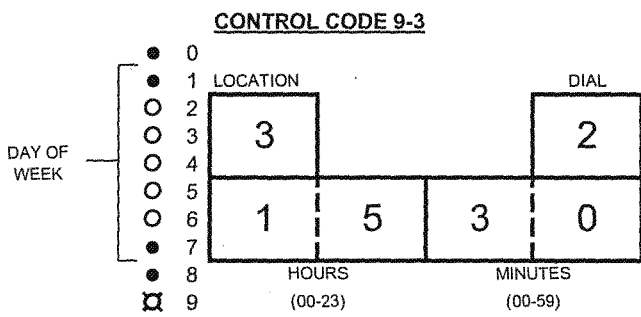 CONTROL CODE 9-3
0
1 LOCATION DIAL
2
3 3 2
DAY OF WEEK
4
5
6 1 5 3 0
7
8 HOURS MINUTES
9 (00-23) (00-59)